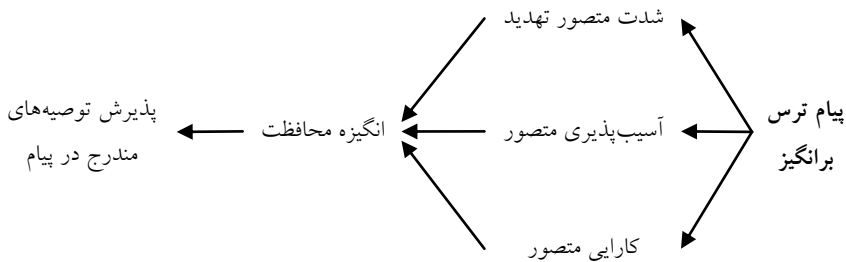 شدت متصور تهدید
پیام ترس
برانگیز
آسیب‌پذیری متصور
انگیزه محافظت
پذیرش توصیه‌های
مندرج در پیام
کارایی متصور